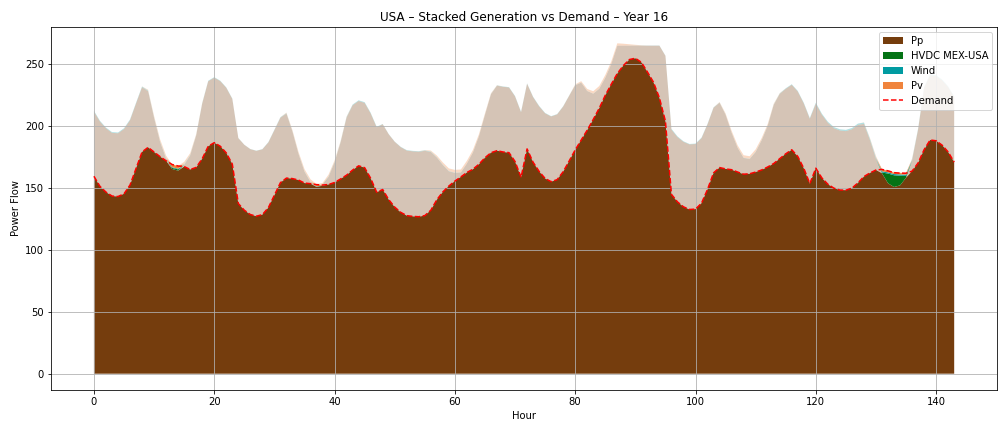 USA – Stacked Generation vs Demand – Year 16
Pp
HVDC MEX-USA
Wind
Pv
Demand
Power Flow
250
200
150
100
50
0
0 20 40 60 80 100 120 140
Hour